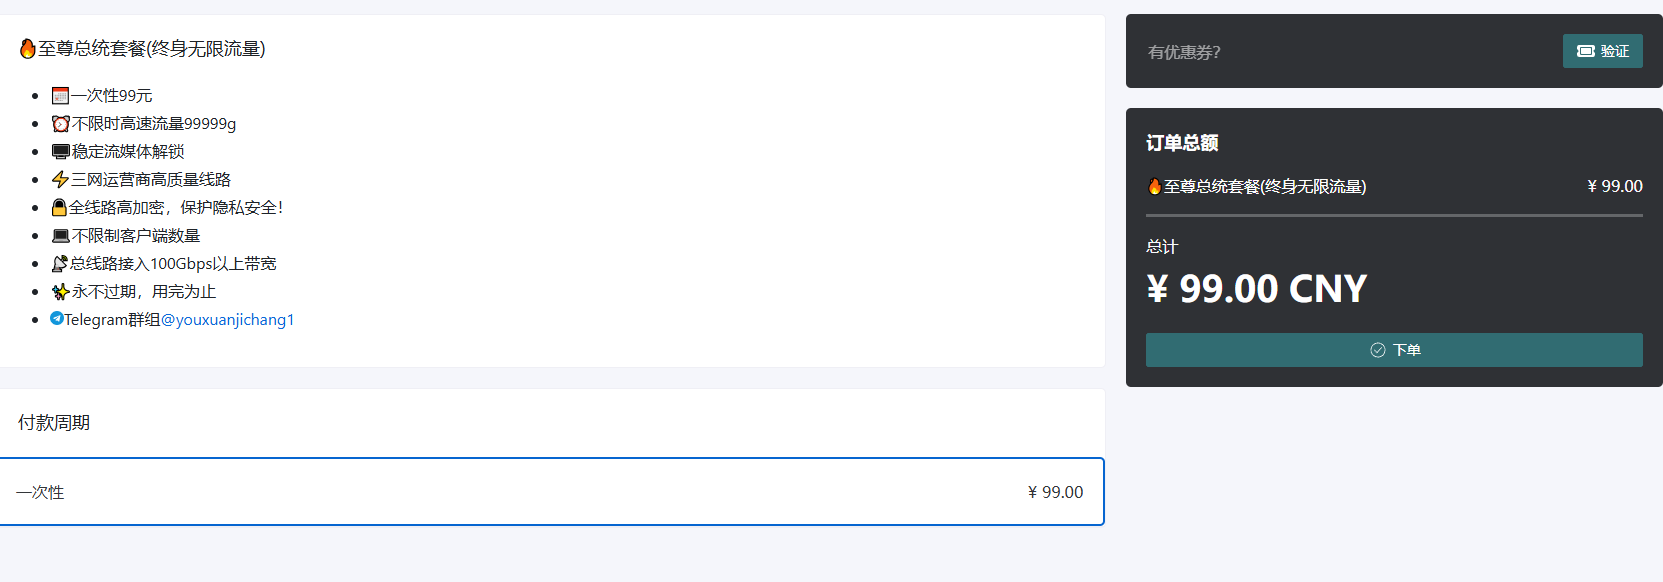 🔥至尊总统套餐(终身无限流量)
📅一次性99元
⏰不限时高速流量99999g
🖥️稳定流媒体解锁
⚡三网运营商高质量线路
🔒全线路高加密，保护隐私安全！
💻不限制客户端数量
📡总线路接入100Gbps以上带宽
✨永不过期，用完为止
Telegram群组@youxuanjichang1
付款周期
一次性
¥ 99.00
有优惠券?
验证
订单总额
🔥至尊总统套餐(终身无限流量)
¥ 99.00
总计
¥ 99.00 CNY
下单